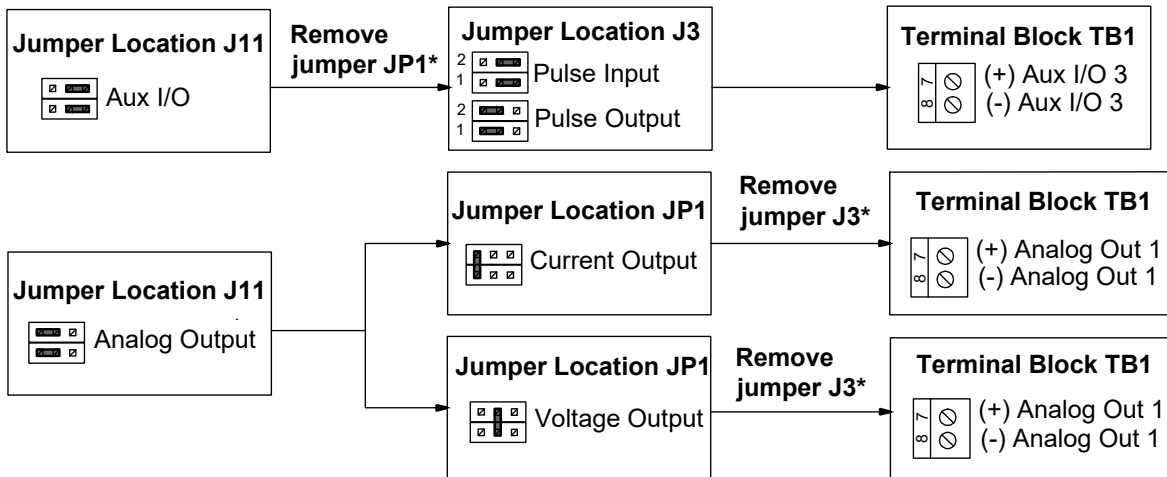 Jumper Location J11
Aux I/O
Remove
jumper JP1*
Jumper Location J3
2
1
Pulse Input
2
1
Pulse Output
Terminal Block TB1
7
8
(+) Aux I/O 3
(-) Aux I/O 3
Jumper Location J11
Analog Output
Jumper Location JP1
Current Output
Remove
jumper J3*
Terminal Block TB1
7
8
(+) Analog Out 1
(-) Analog Out 1
Jumper Location JP1
Voltage Output
Remove
jumper J3*
Terminal Block TB1
7
8
(+) Analog Out 1
(-) Analog Out 1